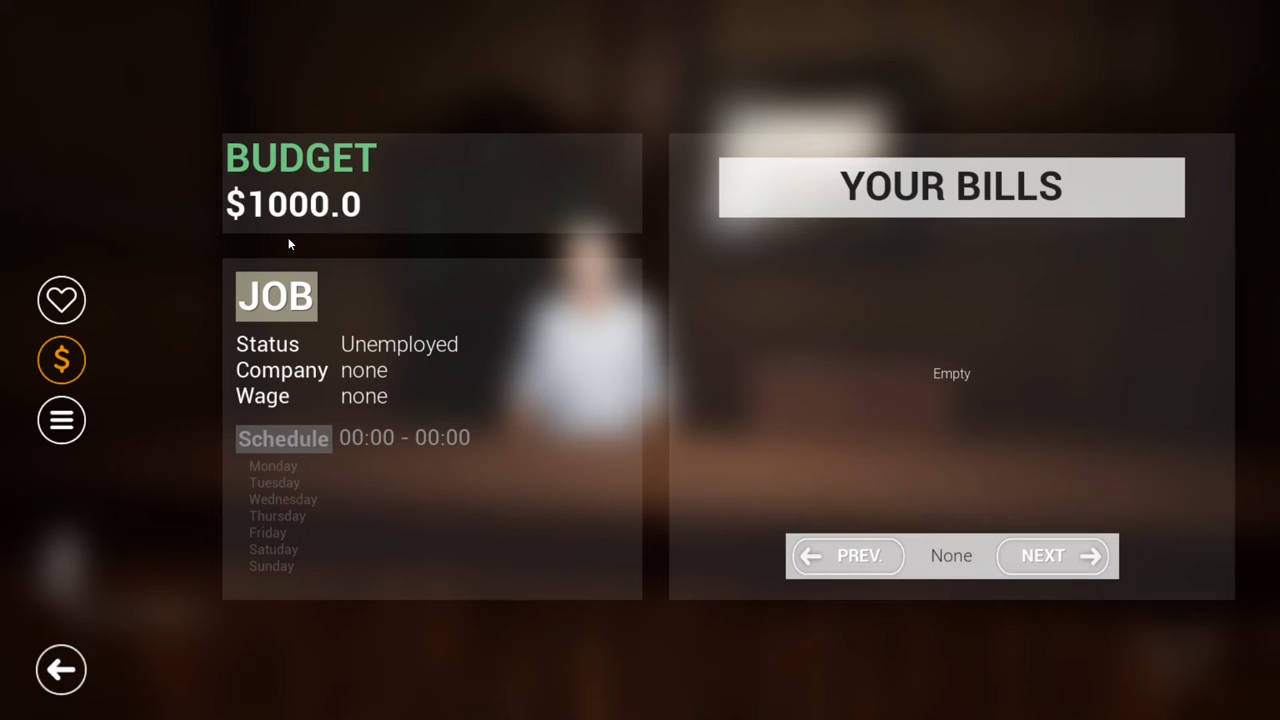 BUDGET
$1000.0
JOB
Status Unemployed
Company none
Wage none
Schedule 00:00 - 00:00
Monday
Tuesday
Wednesday
Thursday
Friday
Satuday
Sunday
YOUR BILLS
Empty
PREV. None NEXT